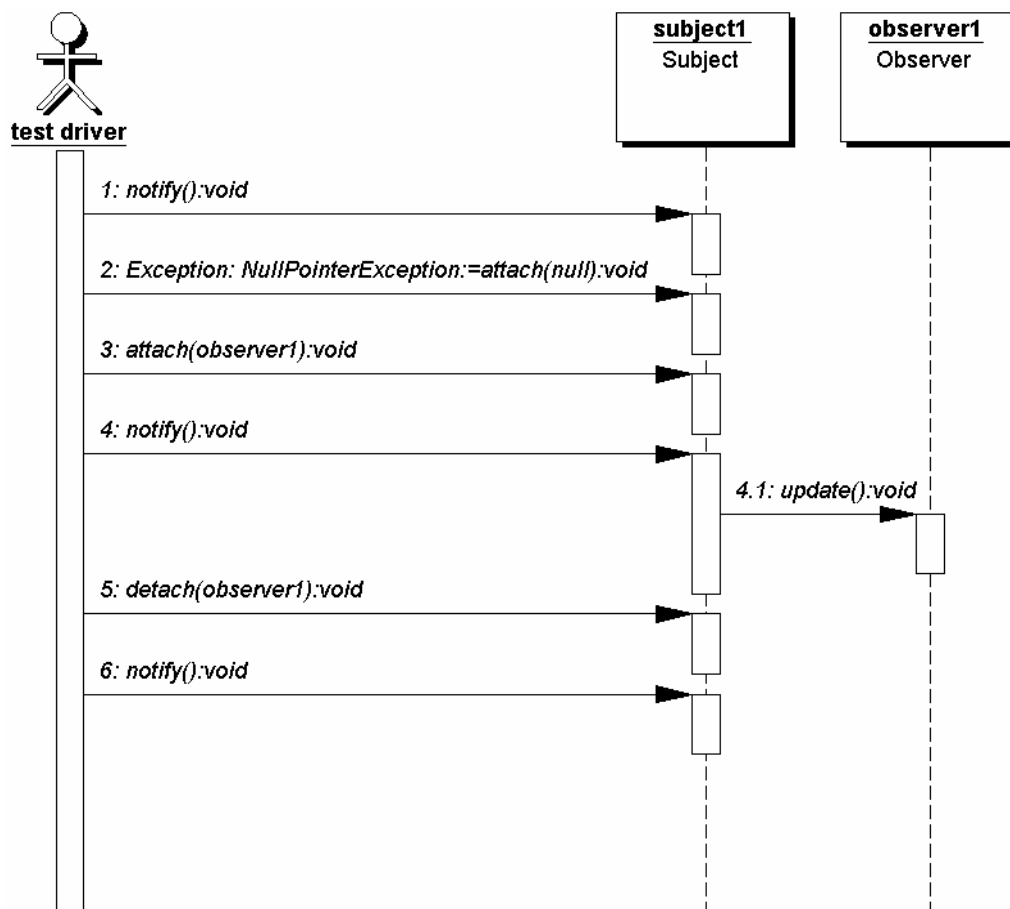 subject1
Subject
observer1
Observer
test driver
1: notify():void
2: Exception: NullPointerException:=attach(null):void
3: attach(observer1):void
4: notify():void
4.1: update():void
5: detach(observer1):void
6: notify():void